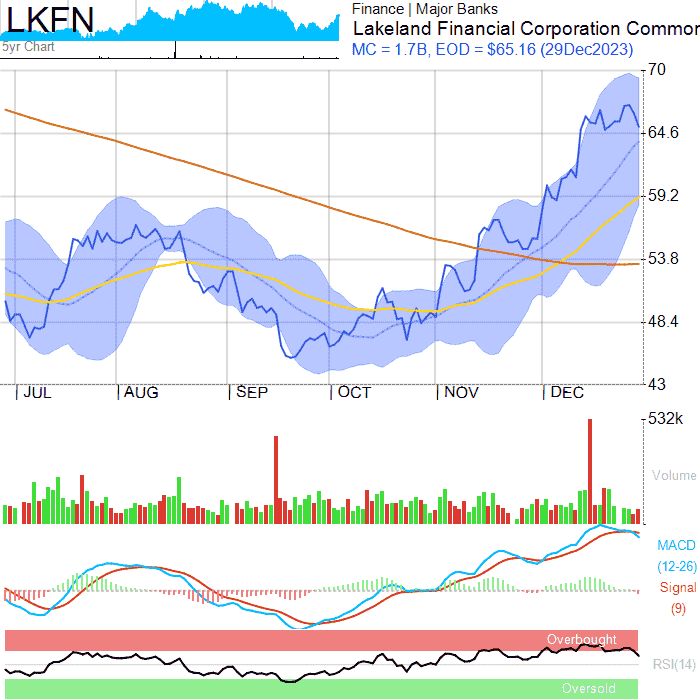 LKFN
5yr Chart
Finance | Major Banks
Lakeland Financial Corporation Common
MC = 1.7B, EOD = $65.16 (29Dec2023)
70
64.6
59.2
53.8
48.4
43
JUL AUG SEP OCT NOV DEC
532k
Volume
MACD
(12-26)
Signal
(9)
Overbought
RSI(14)
Oversold